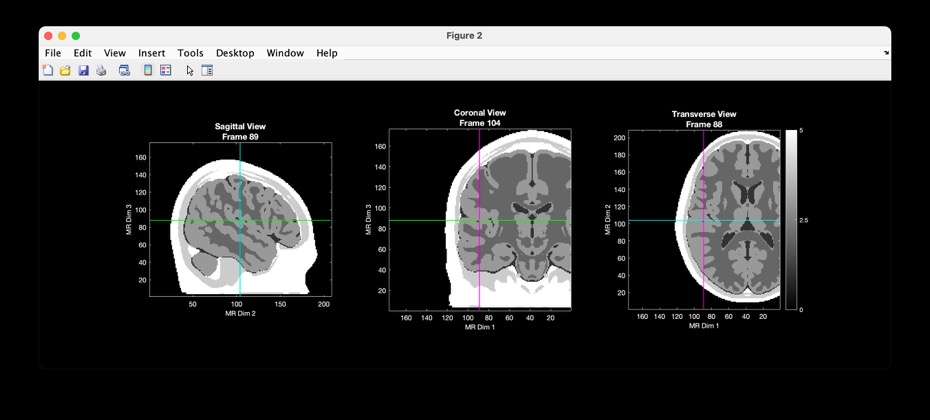 Figure 2
File Edit View Insert Tools Desktop Window Help
Sagittal View
Frame 89
160
140
120
100
80
60
40
20
MR Dim 3
50 100 150 200
MR Dim 2
Coronal View
Frame 104
160
140
120
100
80
60
40
20
MR Dim 3
160 140 120 100 80 60 40 20
MR Dim 1
Transverse View
Frame 88
200
180
160
140
120
100
80
60
40
20
MR Dim 2
160 140 120 100 80 60 40 20
MR Dim 1
5
2.5
0